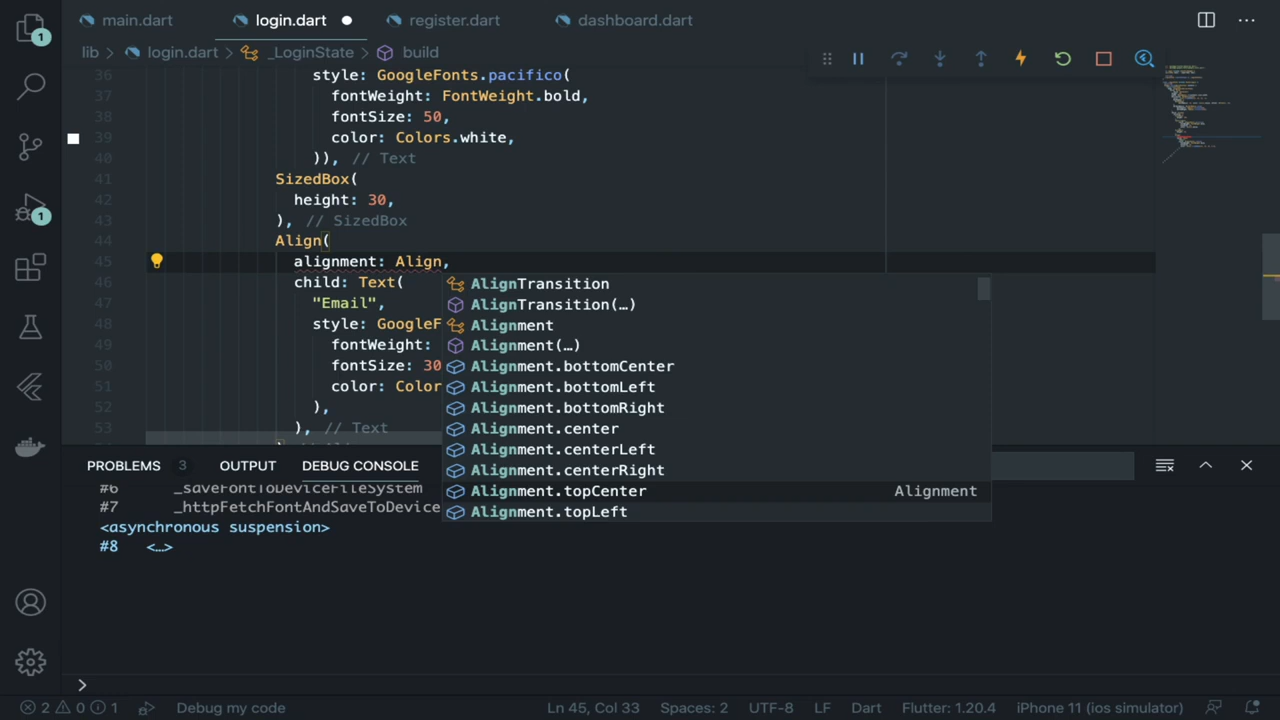 main.dart login.dart register.dart dashboard.dart
lib > login.dart > _LoginState > build
36 style: GoogleFonts.pacifico(
37 fontWeight: FontWeight.bold,
38 fontSize: 50,
39 color: Colors.white,
40 )), // Text
41 SizedBox(
42 height: 30,
43 ), // SizedBox
44 Align(
45 alignment: Align,
46 child: Text(
47 "Email",
48 style: GoogleF
49 fontWeight:
50 fontSize: 30
51 color: Color
52 ),
53 ), // Text
AlignTransition
AlignTransition(…)
Alignment
Alignment(…)
Alignment.bottomCenter
Alignment.bottomLeft
Alignment.bottomRight
Alignment.center
Alignment.centerLeft
Alignment.centerRight
Alignment.topCenter Alignment
Alignment.topLeft
PROBLEMS 3 OUTPUT DEBUG CONSOLE
#6 _saveFontToDeviceFileSystem
#7 _httpFetchFontAndSaveToDevice
<asynchronous suspension>
#8 <…>
>
2 0 1 Debug my code Ln 45, Col 33 Spaces: 2 UTF-8 LF Dart Flutter: 1.20.4 iPhone 11 (ios simulator)
1
1